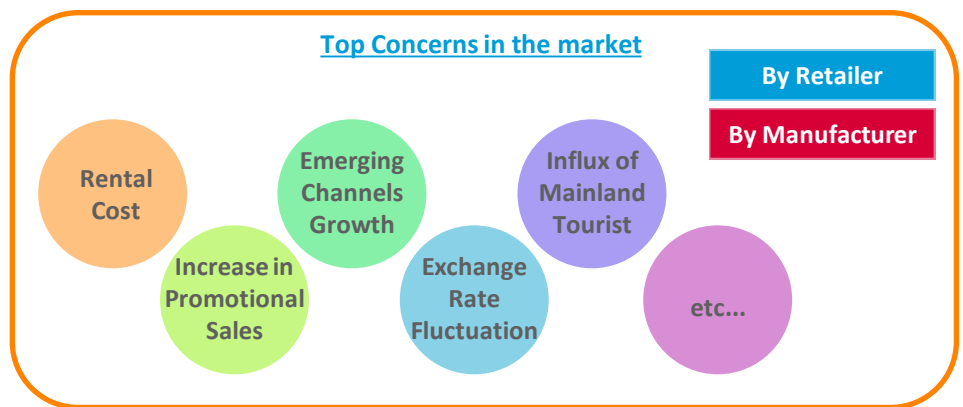 Top Concerns in the market
By Retailer
By Manufacturer
Rental
Cost
Increase in
Promotional
Sales
Emerging
Channels
Growth
Exchange
Rate
Fluctuation
Influx of
Mainland
Tourist
etc...